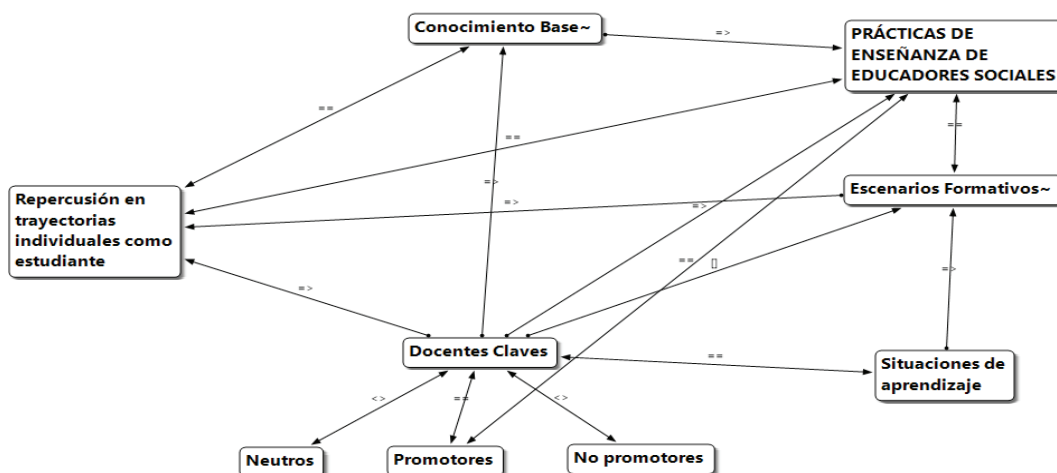 Conocimiento Base~
=>
PRÁCTICAS DE
ENSEÑANZA DE
EDUCADORES SOCIALES
==
==
==
=>
Repercusión en
trayectorias
individuales como
estudiante
Escenarios Formativos~
=>
=>
== []
=>
=>
Docentes Claves
==
Situaciones de
aprendizaje
<>
==
<>
Neutros
Promotores
No promotores